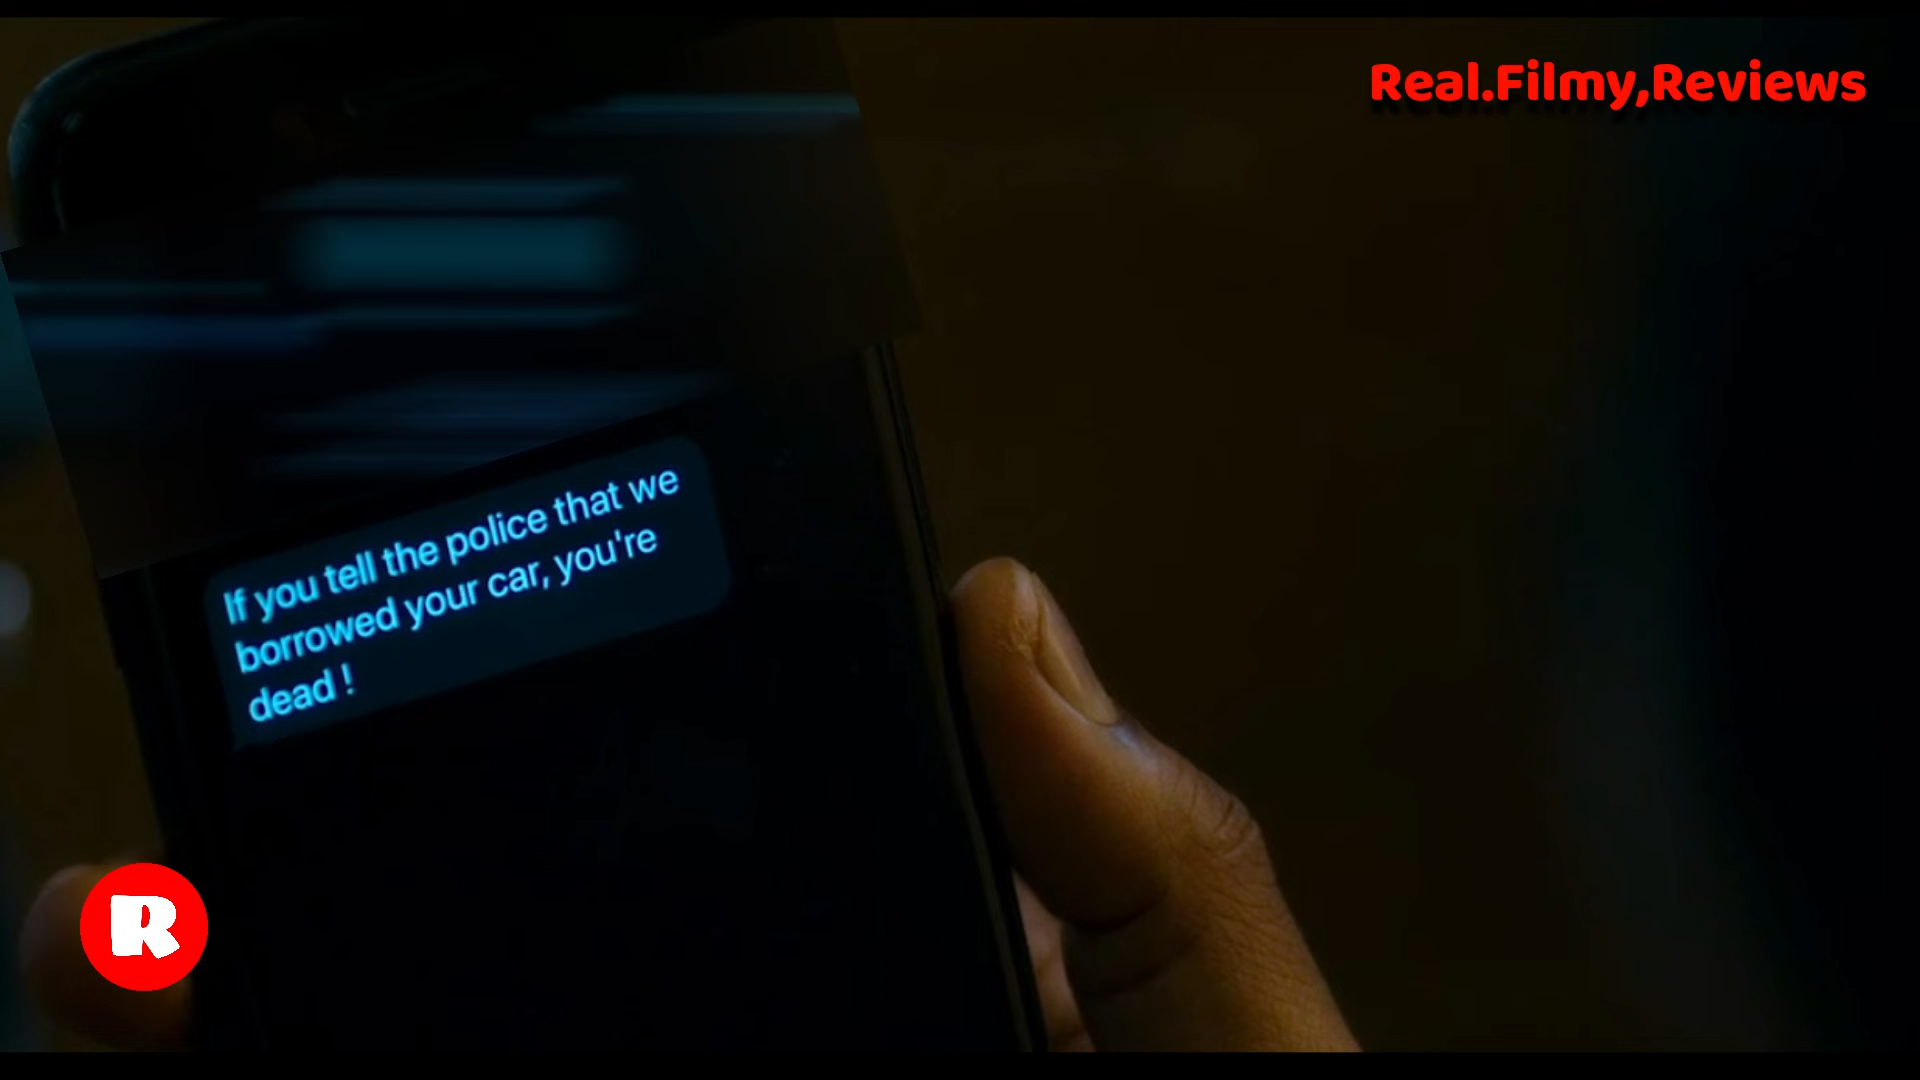 Real.Filmy,Reviews
If you tell the police that we
borrowed your car, you're
dead !
R